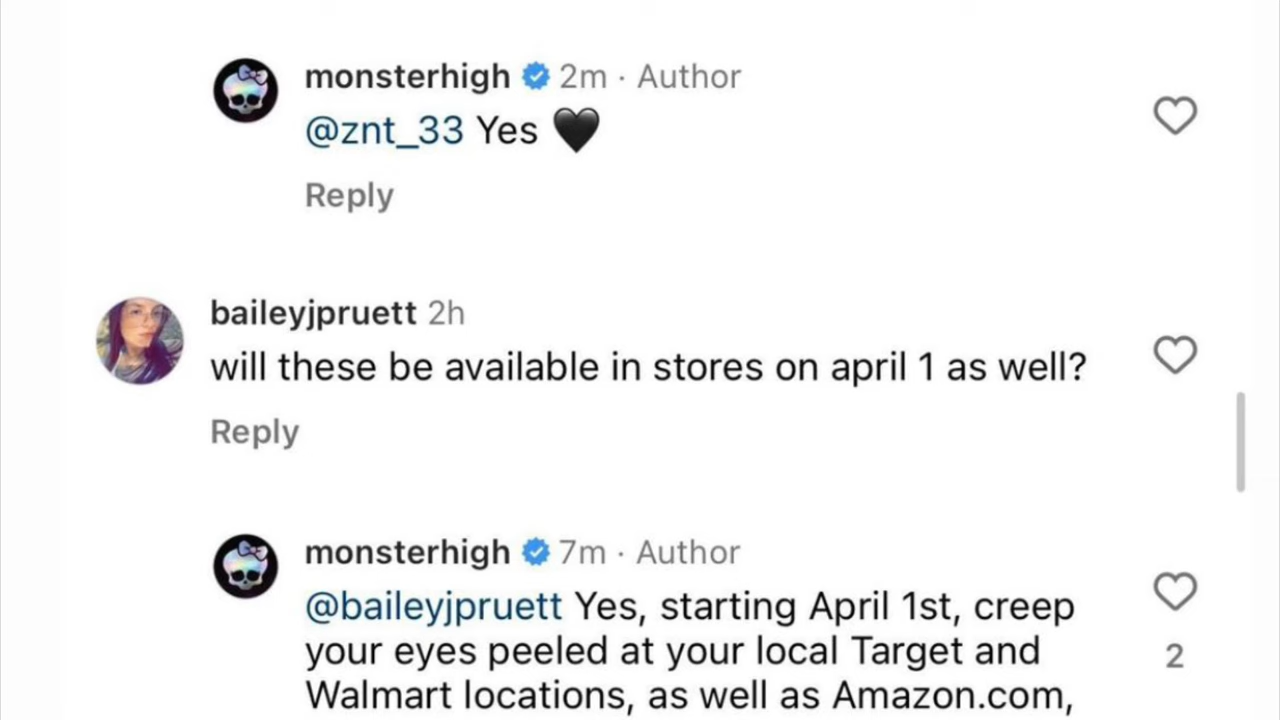 monsterhigh 2m · Author
@znt_33 Yes 🖤
Reply
baileyjpruett 2h
will these be available in stores on april 1 as well?
Reply
monsterhigh 7m · Author
@baileyjpruett Yes, starting April 1st, creep
your eyes peeled at your local Target and
2
Walmart locations, as well as Amazon.com,